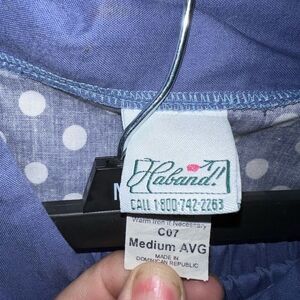 M
Haband!!
CALL 1-800-742-2263
Warm Iron if Necessary
C07
Medium AVG
MADE IN
DOMINICAN REPUBLIC